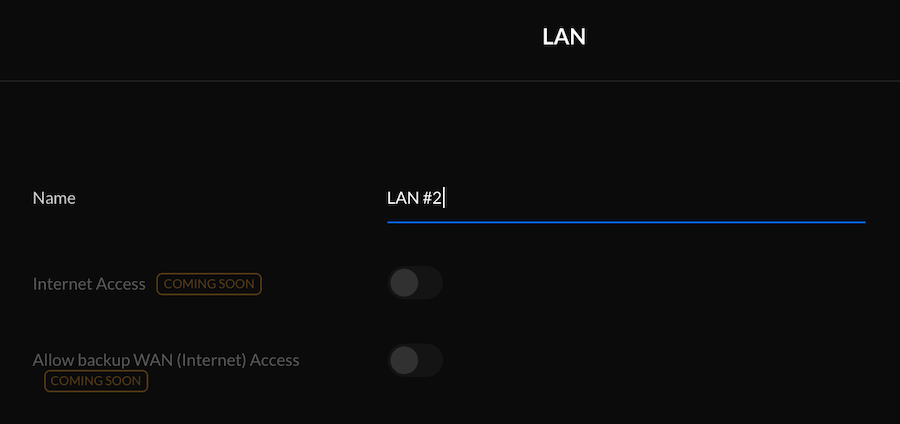 LAN
Name
LAN #2
Internet Access COMING SOON
Allow backup WAN (Internet) Access
COMING SOON